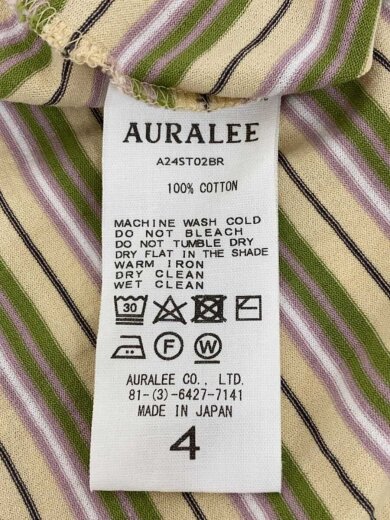 AURALEE
A24ST02BR
100% COTTON
MACHINE WASH COLD
DO NOT BLEACH
DO NOT TUMBLE DRY
DRY FLAT IN THE SHADE
WARM IRON
DRY CLEAN
WET CLEAN
30
F W
AURALEE CO., LTD.
81-(3)-6427-7141
MADE IN JAPAN
4